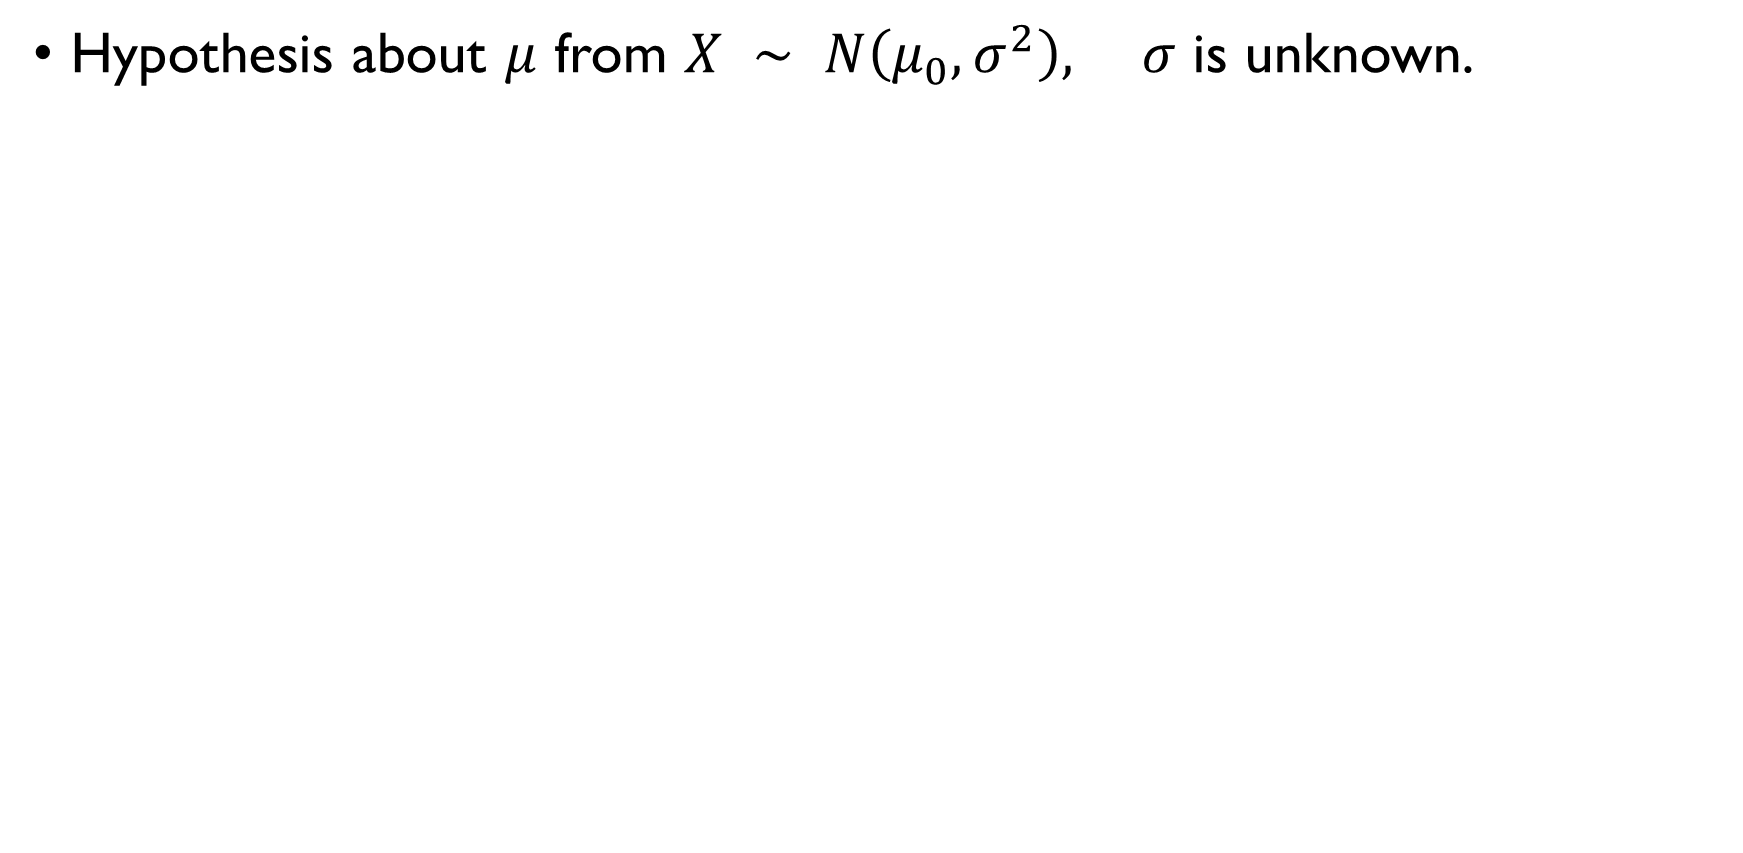 • Hypothesis about 𝜇 from 𝑋 ~ 𝑁(𝜇₀, 𝜎²), 𝜎 is unknown.